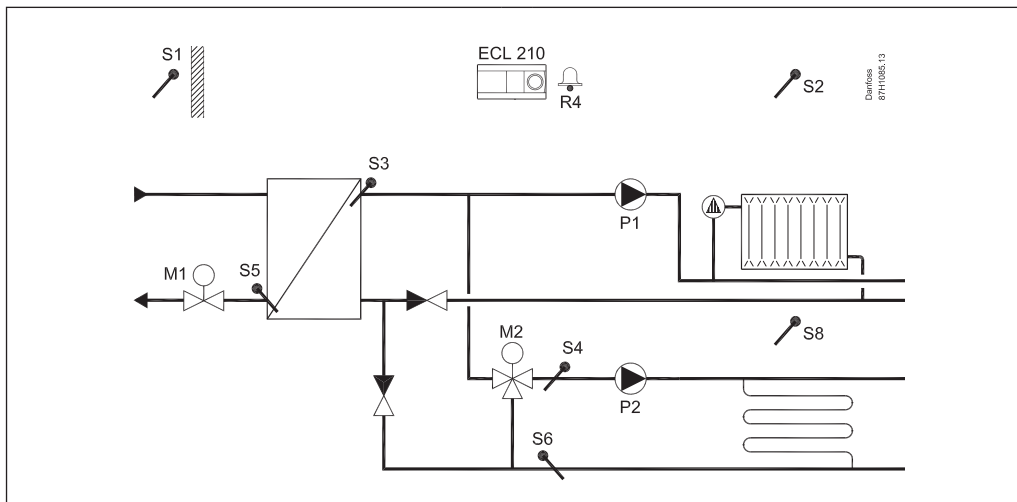 S1
ECL 210
R4
S2
Danfoss
87H1085.13
S3
P1
M1
S5
M2
S4
S8
P2
S6